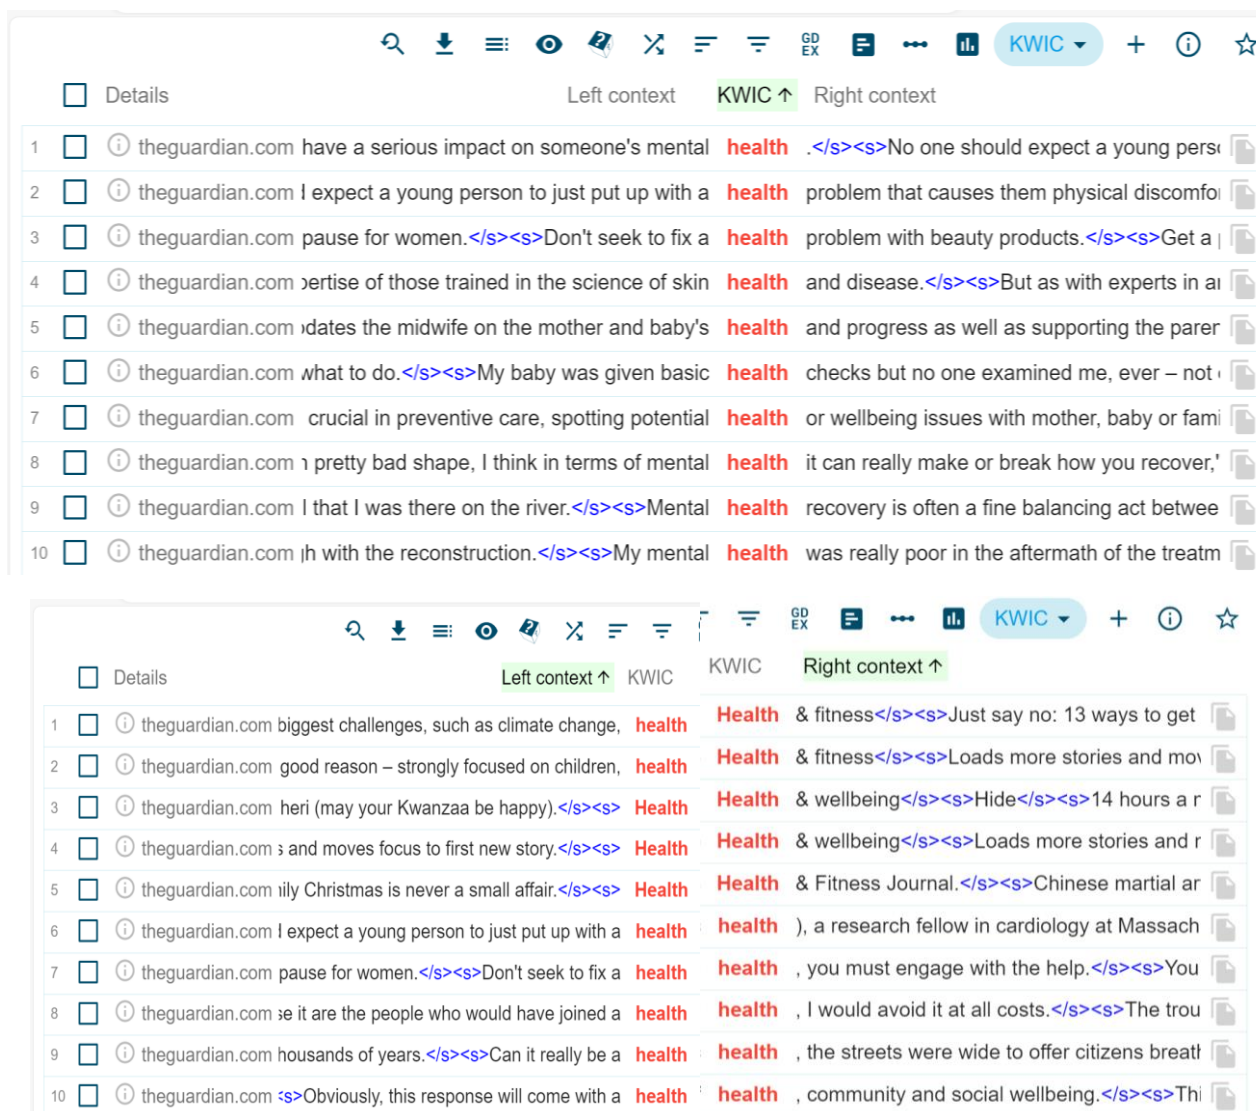 GD EX KWIC
Details Left context KWIC ↑ Right context
1 theguardian.com have a serious impact on someone's mental health .</s><s>No one should expect a young
2 theguardian.com expect a young person to just put up with a health problem that causes them physical
3 theguardian.com pause for women.</s><s>Don't seek to fix a health problem with beauty products.</s><s>Get a
4 theguardian.com of those trained in the science of skin health and disease.</s><s>But as with experts in
5 theguardian.com the midwife on the mother and baby's health and progress as well as supporting the
6 theguardian.com what to do.</s><s>My baby was given basic health checks but no one examined me, ever – not
7 theguardian.com crucial in preventive care, spotting potential health or wellbeing issues with mother, baby or
8 theguardian.com pretty bad shape, I think in terms of mental health it can really make or break how you recover,'
9 theguardian.com that I was there on the river.</s><s>Mental health recovery is often a fine balancing act
10 theguardian.com with the reconstruction.</s><s>My mental health was really poor in the aftermath of the
GD EX KWIC
Details Left context ↑ KWIC KWIC Right context ↑
1 theguardian.com biggest challenges, such as climate change, health Health & fitness</s><s>Just say no: 13 ways to get
2 theguardian.com good reason – strongly focused on children, health Health & fitness</s><s>Loads more stories and
3 theguardian.com heri (may your Kwanzaa be happy).</s><s> Health Health & wellbeing</s><s>Hide</s><s>14 hours a
4 theguardian.com s and moves focus to first new story.</s><s> Health Health & wellbeing</s><s>Loads more stories and
5 theguardian.com ily Christmas is never a small affair.</s><s> Health Health & Fitness Journal.</s><s>Chinese martial
6 theguardian.com expect a young person to just put up with a health health ), a research fellow in cardiology at Massach
7 theguardian.com pause for women.</s><s>Don't seek to fix a health health , you must engage with the help.</s><s>You
8 theguardian.com se it are the people who would have joined a health health , I would avoid it at all costs.</s><s>The trou
9 theguardian.com housands of years.</s><s>Can it really be a health health , the streets were wide to offer citizens
10 theguardian.com <s>Obviously, this response will come with a health health , community and social wellbeing.</s><s>Thi